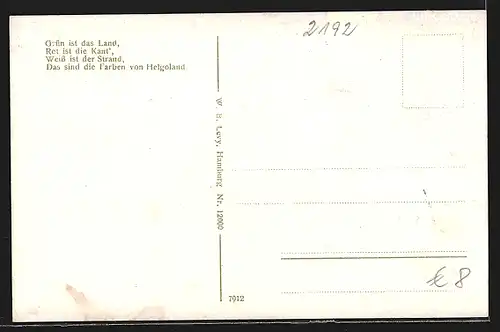 2192
Grün ist das Land,
Rot ist die Kant',
Weiß ist der Strand,
Das sind die Farben von Helgoland.
W. S. Levy, Hamburg Nr. 12000
€ 8
1912